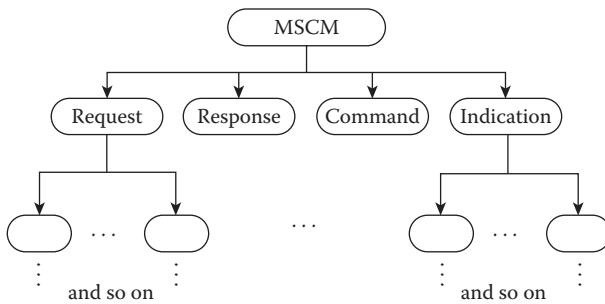 MSCM
Request Response Command Indication
... ... ...
and so on and so on